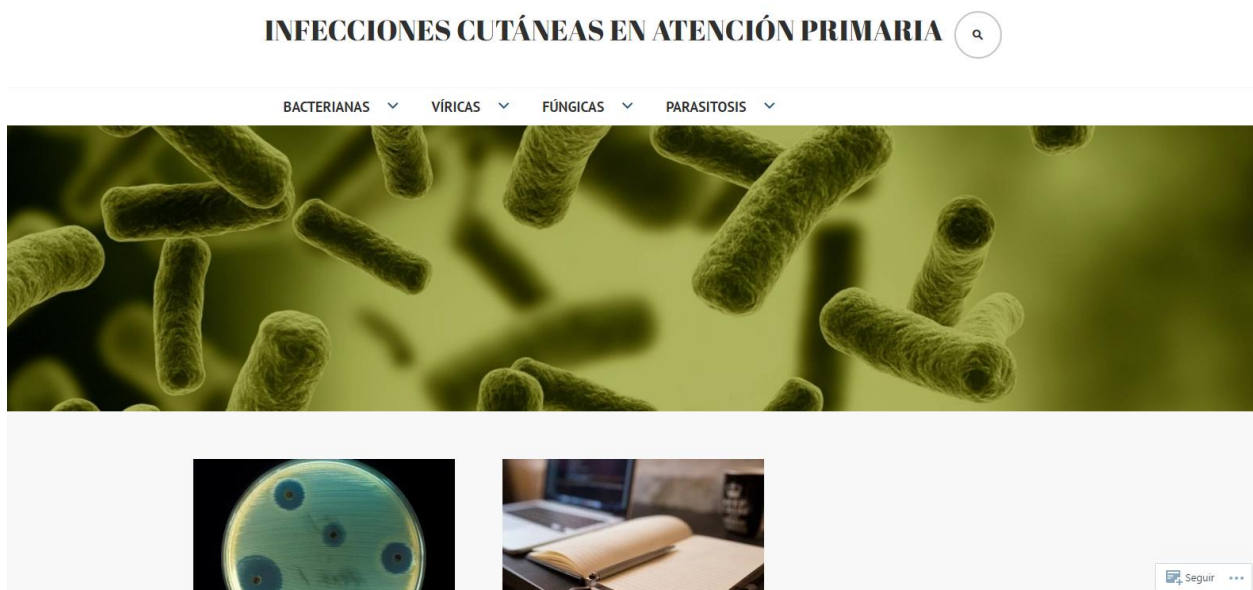 INFECCIONES CUTÁNEAS EN ATENCIÓN PRIMARIA
BACTERIANAS VÍRICAS FÚNGICAS PARASITOSIS
Seguir